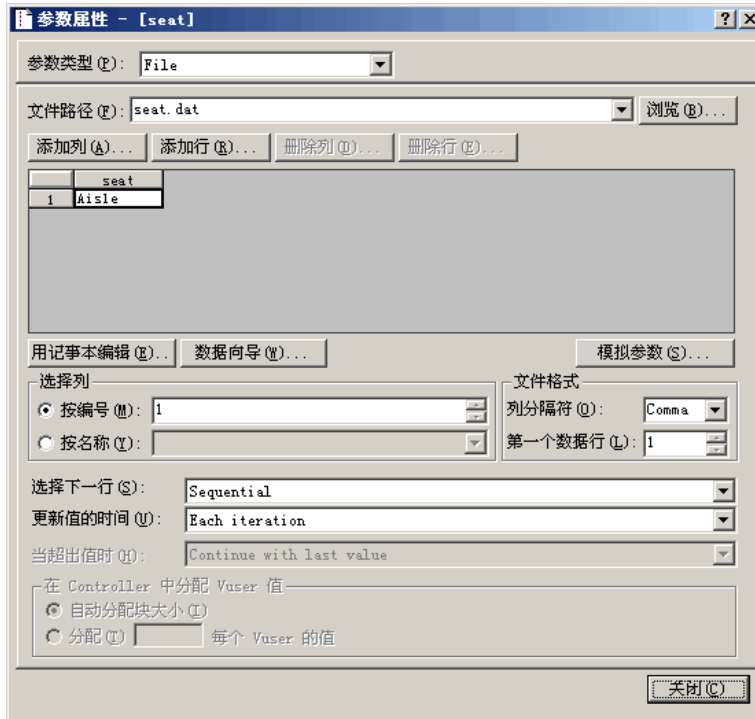 参数属性 - [seat]
参数类型(P): File
文件路径(F): seat.dat 浏览(B)...
添加列(A)... 添加行(R)... 删除列(D)... 删除行(E)...
seat
1 Aisle
用记事本编辑(E).. 数据向导(W)... 模拟参数(S)...
选择列 文件格式
按编号(M): 1 列分隔符(O): Comma
按名称(Y): 第一个数据行(L): 1
选择下一行(S): Sequential
更新值的时间(U): Each iteration
当超出值时(H): Continue with last value
在 Controller 中分配 Vuser 值
自动分配块大小(I)
分配(T) 每个 Vuser 的值
关闭(C)